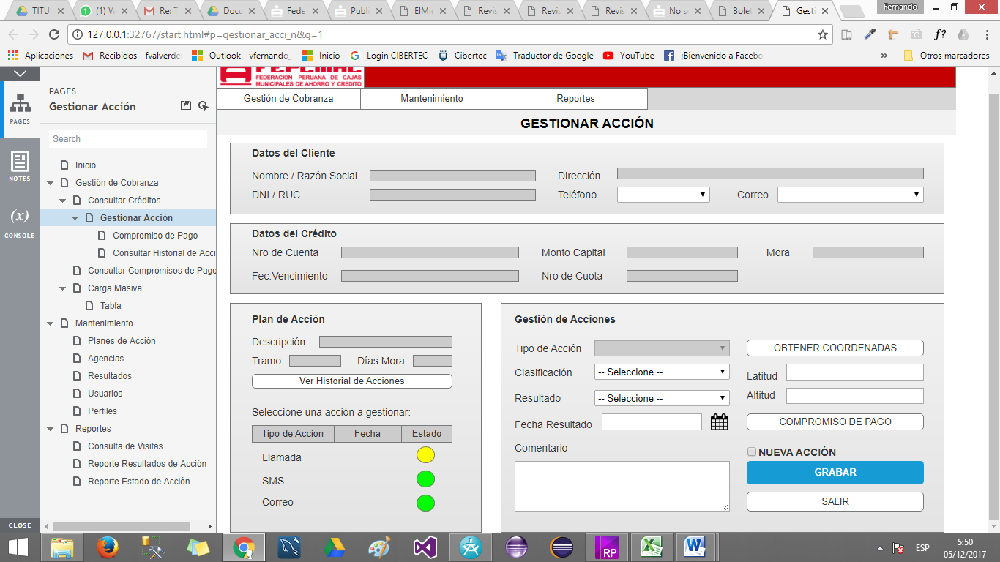 TITUI
(1) W
Re: T
Docu
Fede
Publi
ElMic
Revis
Revis
Revis
No se
Bolet
Gesti
Fernando
127.0.0.1:32767/start.html#p=gestionar_acci_n&g=1
f?
Aplicaciones
Recibidos - fvalverde
Outlook - vfernando_
Inicio
Login CIBERTEC
Cibertec
Traductor de Google
YouTube
¡Bienvenido a Facebo
»
Otros marcadores
PAGES
NOTES
(x)
CONSOLE
CLOSE
PAGES
Gestionar Acción
Search
Inicio
Gestión de Cobranza
Consultar Créditos
Gestionar Acción
Compromiso de Pago
Consultar Historial de Acci
Consultar Compromisos de Pago
Carga Masiva
Tabla
Mantenimiento
Planes de Acción
Agencias
Resultados
Usuarios
Perfiles
Reportes
Consulta de Visitas
Reporte Resultados de Acción
Reporte Estado de Acción
FEPCMAC
FEDERACION PERUANA DE CAJAS
MUNICIPALES DE AHORRO Y CREDITO
Gestión de Cobranza
Mantenimiento
Reportes
GESTIONAR ACCIÓN
Datos del Cliente
Nombre / Razón Social
Dirección
DNI / RUC
Teléfono
Correo
Datos del Crédito
Nro de Cuenta
Monto Capital
Mora
Fec.Vencimiento
Nro de Cuota
Plan de Acción
Descripción
Tramo
Días Mora
Ver Historial de Acciones
Seleccione una acción a gestionar:
Tipo de Acción Fecha Estado
Llamada
SMS
Correo
Gestión de Acciones
Tipo de Acción
Clasificación
-- Seleccione --
Resultado
-- Seleccione --
Fecha Resultado
Comentario
OBTENER COORDENADAS
Latitud
Altitud
COMPROMISO DE PAGO
NUEVA ACCIÓN
GRABAR
SALIR
RP
ESP
5:50
05/12/2017